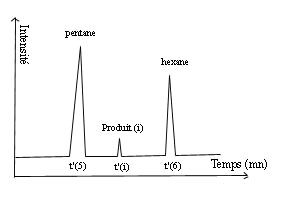 Intensité
pentane
hexane
Produit (i)
t'(5) t'(i) t'(6) Temps (mn)